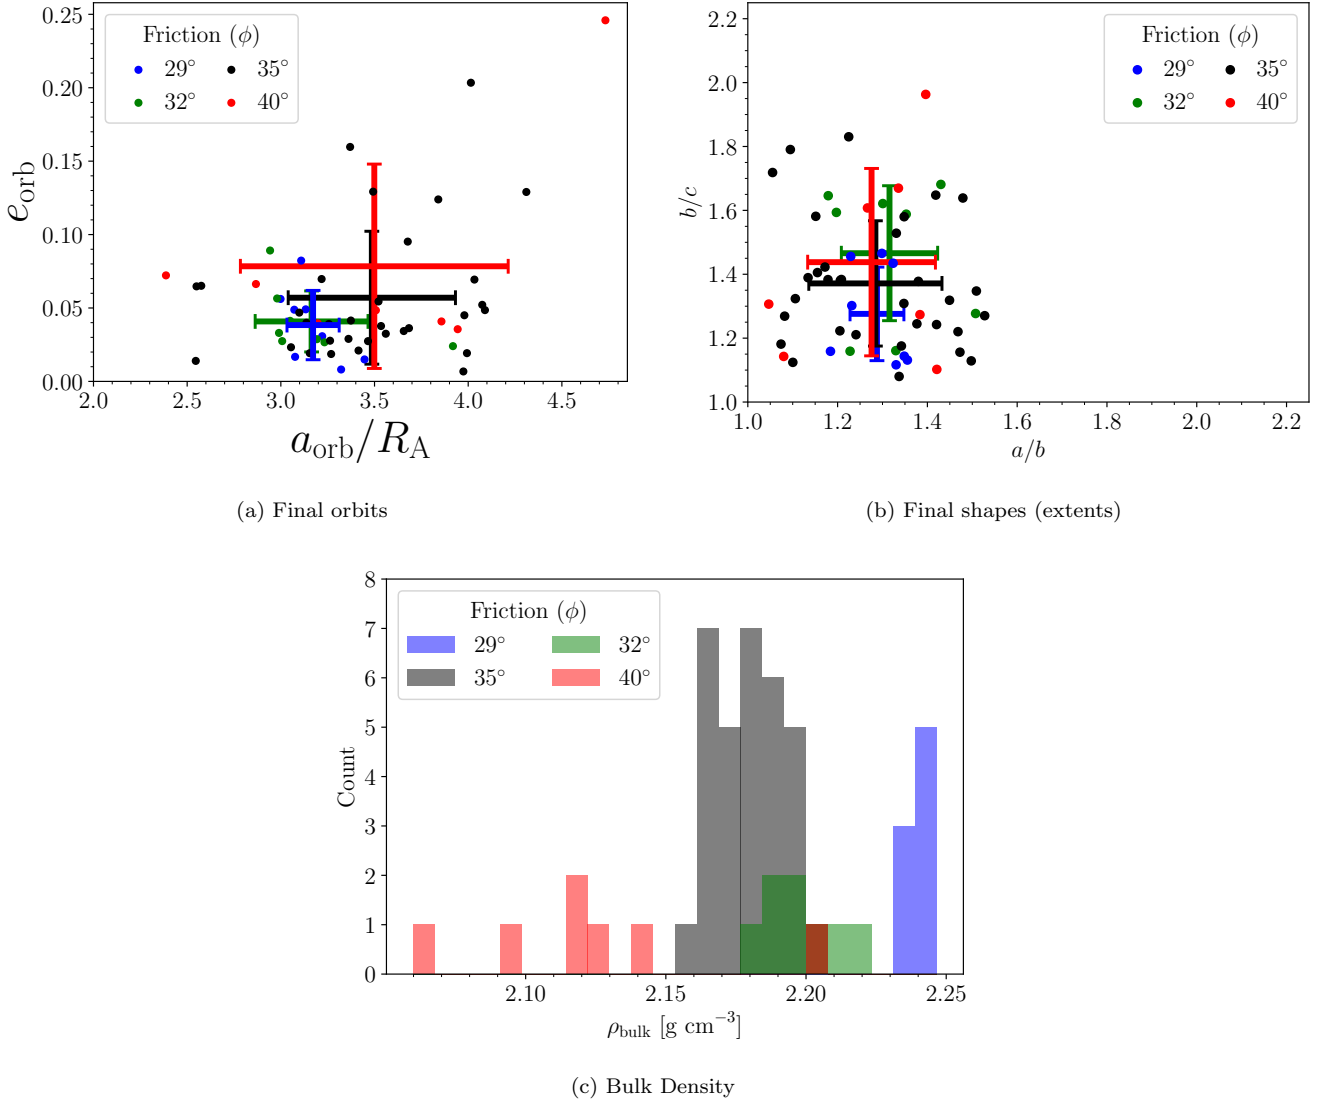 0.25
0.20
0.15
0.10
0.05
0.00
e_orb
Friction (ϕ)
29° 35°
32° 40°
2.0 2.5 3.0 3.5 4.0 4.5
a_orb/R_A
(a) Final orbits
2.2
2.0
1.8
1.6
1.4
1.2
1.0
b/c
Friction (ϕ)
29° 35°
32° 40°
1.0 1.2 1.4 1.6 1.8 2.0 2.2
a/b
(b) Final shapes (extents)
8
7
6
5
4
3
2
1
0
Count
Friction (ϕ)
29° 32°
35° 40°
2.10 2.15 2.20 2.25
ρ_bulk [g cm⁻³]
(c) Bulk Density